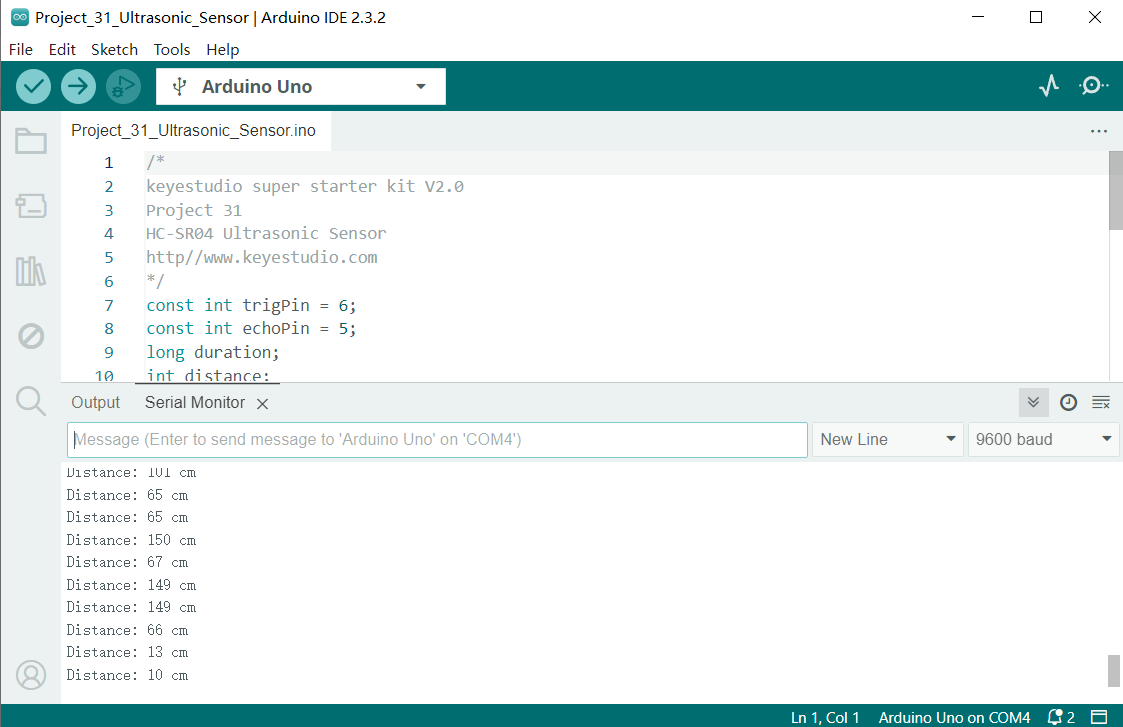 Project_31_Ultrasonic_Sensor | Arduino IDE 2.3.2
File Edit Sketch Tools Help
Arduino Uno
Project_31_Ultrasonic_Sensor.ino
1 /*
2 keyestudio super starter kit V2.0
3 Project 31
4 HC-SR04 Ultrasonic Sensor
5 http//www.keyestudio.com
6 */
7 const int trigPin = 6;
8 const int echoPin = 5;
9 long duration;
10 int distance;
Output Serial Monitor
Message (Enter to send message to 'Arduino Uno' on 'COM4') New Line 9600 baud
Distance: 101 cm
Distance: 65 cm
Distance: 65 cm
Distance: 150 cm
Distance: 67 cm
Distance: 149 cm
Distance: 149 cm
Distance: 66 cm
Distance: 13 cm
Distance: 10 cm
Ln 1, Col 1 Arduino Uno on COM4 2